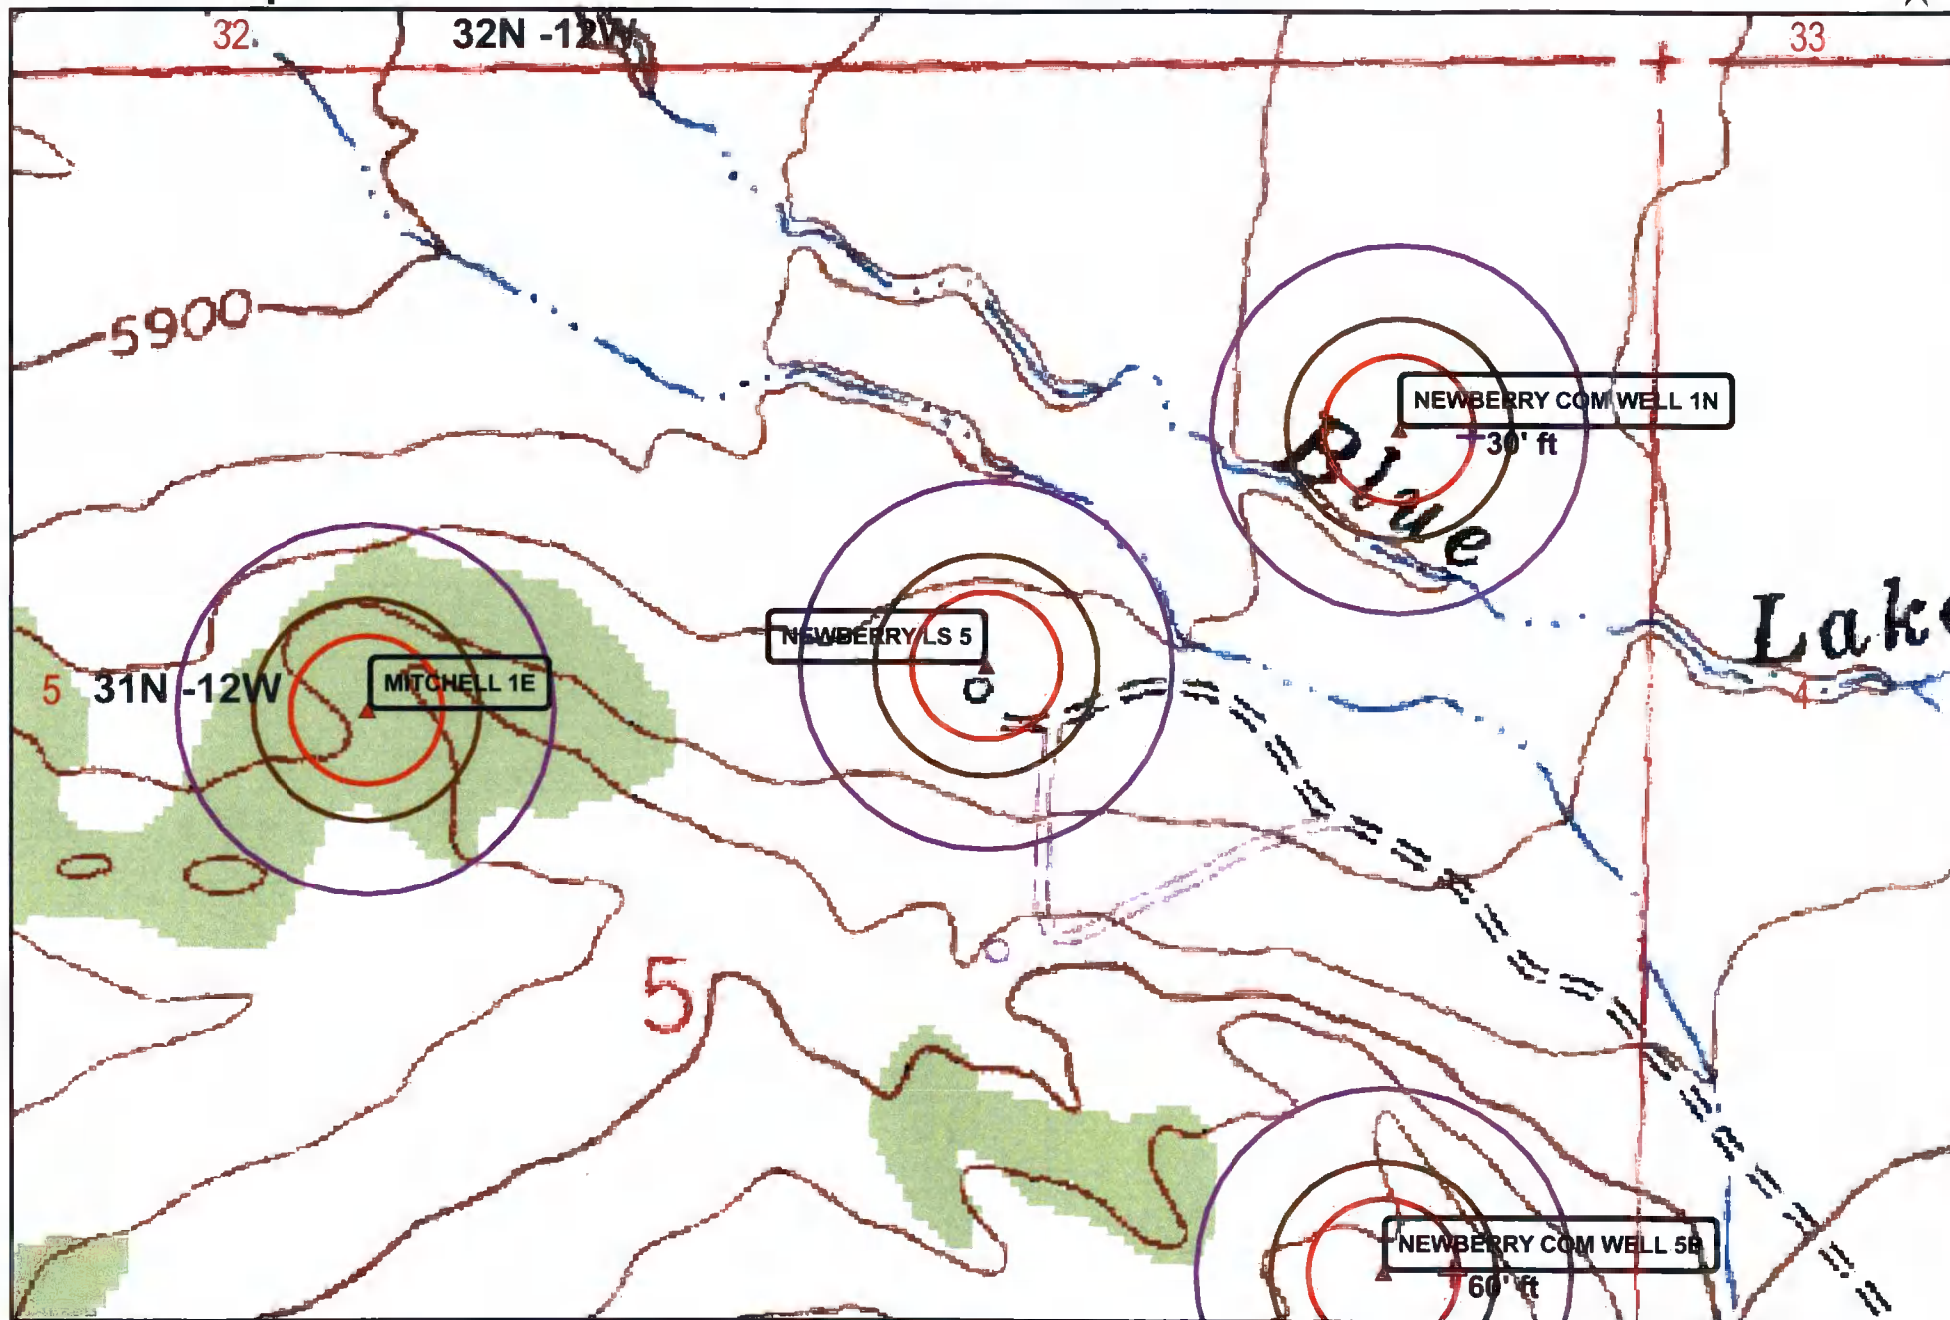 32
32N -12W
33
5900
NEWBERRY COM WELL 1N
30' ft
Blue
Lake
NEWBERRY LS 5
5
31N -12W
MITCHELL 1E
4
5
NEWBERRY COM WELL 5B
60' ft